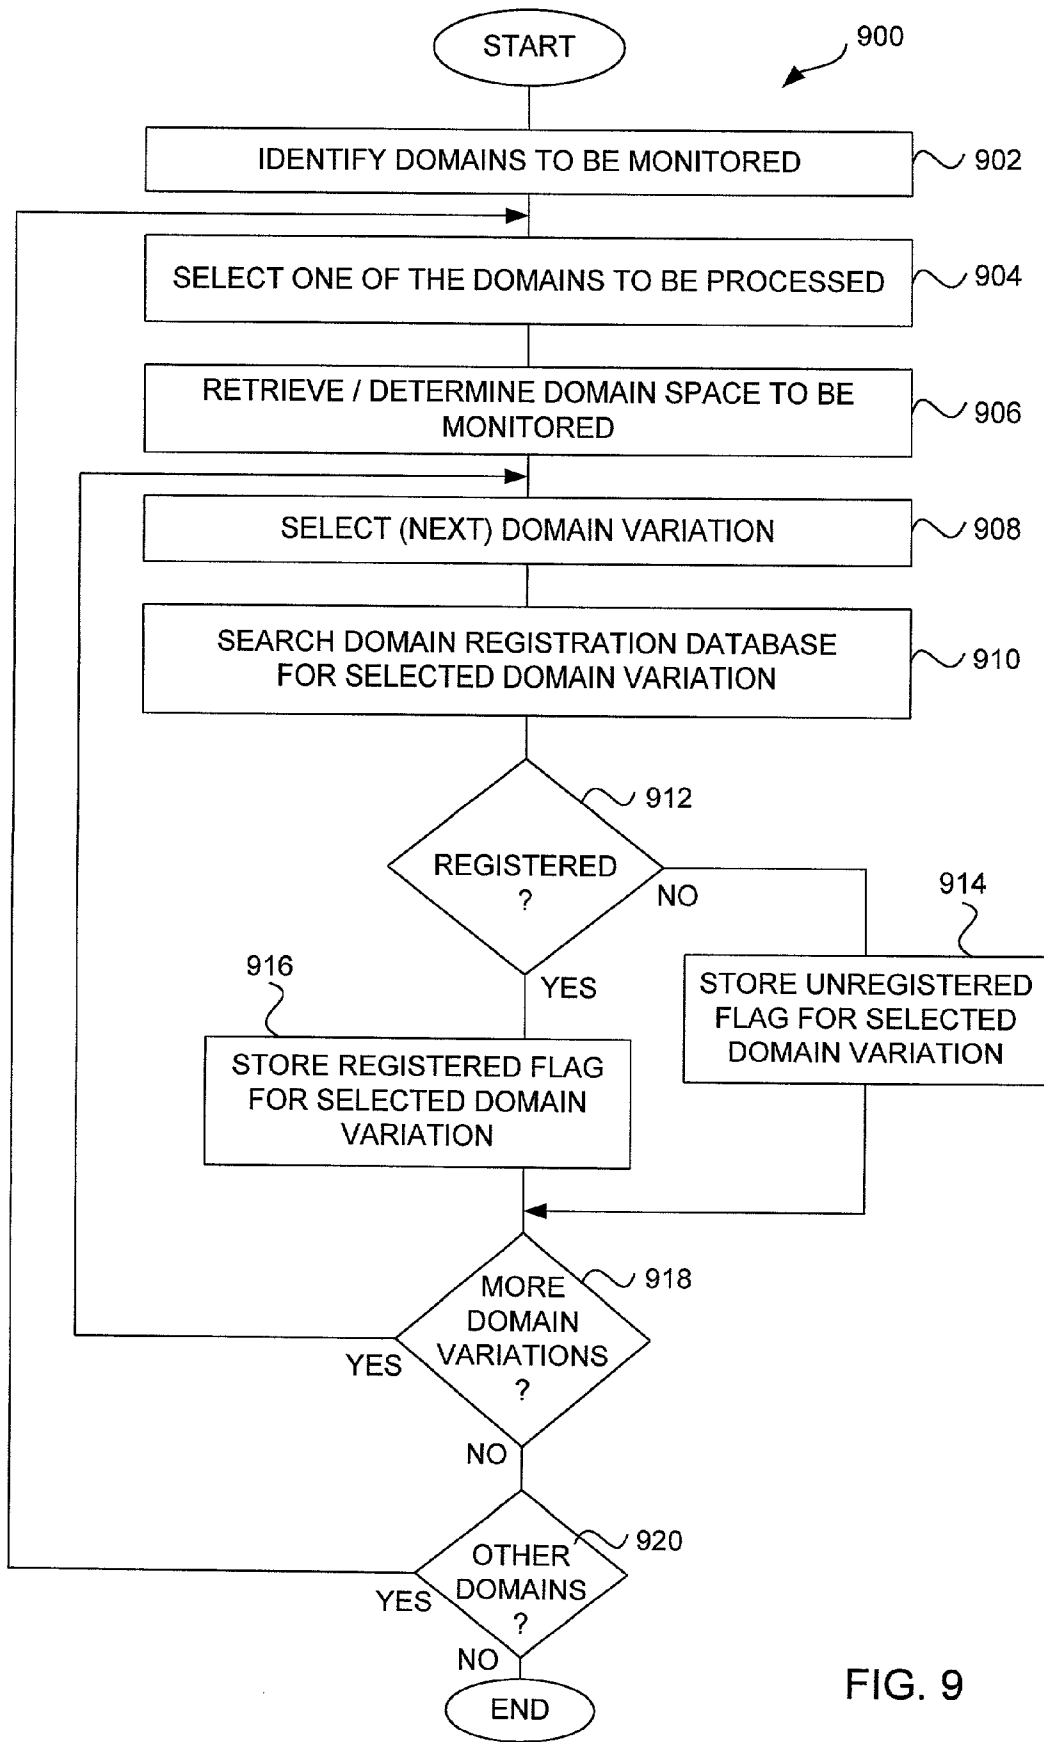 START
900
IDENTIFY DOMAINS TO BE MONITORED
902
SELECT ONE OF THE DOMAINS TO BE PROCESSED
904
RETRIEVE / DETERMINE DOMAIN SPACE TO BE
MONITORED
906
SELECT (NEXT) DOMAIN VARIATION
908
SEARCH DOMAIN REGISTRATION DATABASE
FOR SELECTED DOMAIN VARIATION
910
912
REGISTERED
?
NO
YES
914
STORE UNREGISTERED
FLAG FOR SELECTED
DOMAIN VARIATION
916
STORE REGISTERED FLAG
FOR SELECTED DOMAIN
VARIATION
918
MORE
DOMAIN
VARIATIONS
?
YES
NO
920
OTHER
DOMAINS
?
YES
NO
END
FIG. 9